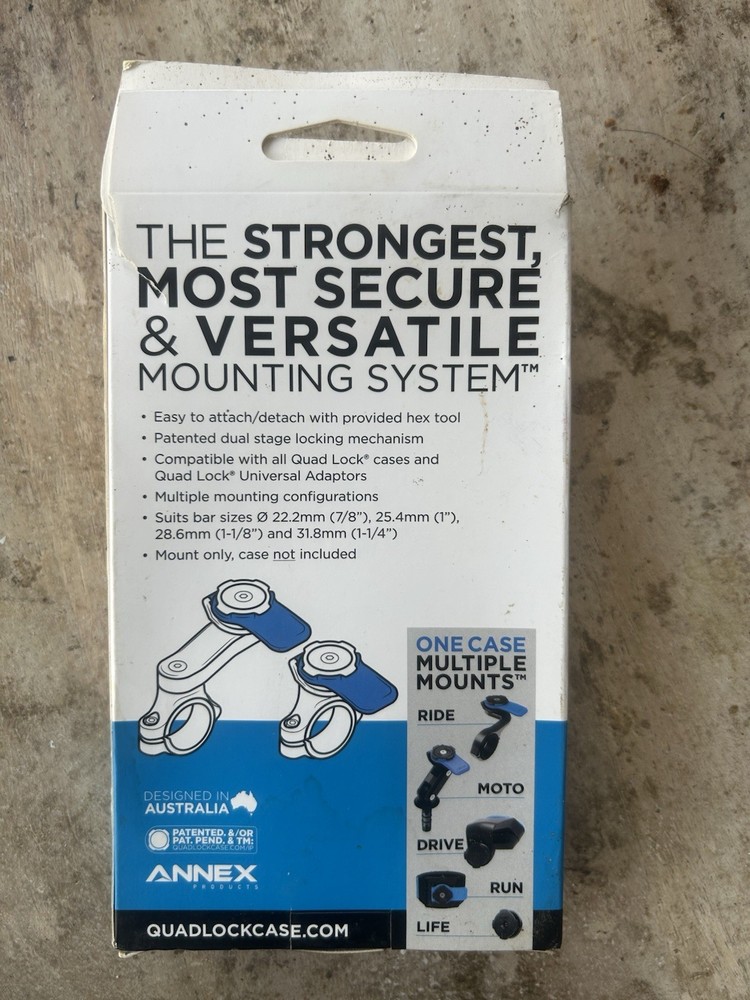 THE STRONGEST,
MOST SECURE
& VERSATILE
MOUNTING SYSTEM™
• Easy to attach/detach with provided hex tool
• Patented dual stage locking mechanism
• Compatible with all Quad Lock® cases and
Quad Lock® Universal Adaptors
• Multiple mounting configurations
• Suits bar sizes Ø 22.2mm (7/8”), 25.4mm (1”),
28.6mm (1-1/8”) and 31.8mm (1-1/4”)
• Mount only, case not included
ONE CASE
MULTIPLE
MOUNTS™
RIDE
MOTO
DRIVE
RUN
LIFE
DESIGNED IN
AUSTRALIA
PATENTED. &/OR
PAT. PEND. & TM:
QUADLOCKCASE.COM/IP
ANNEX
PRODUCTS
QUADLOCKCASE.COM